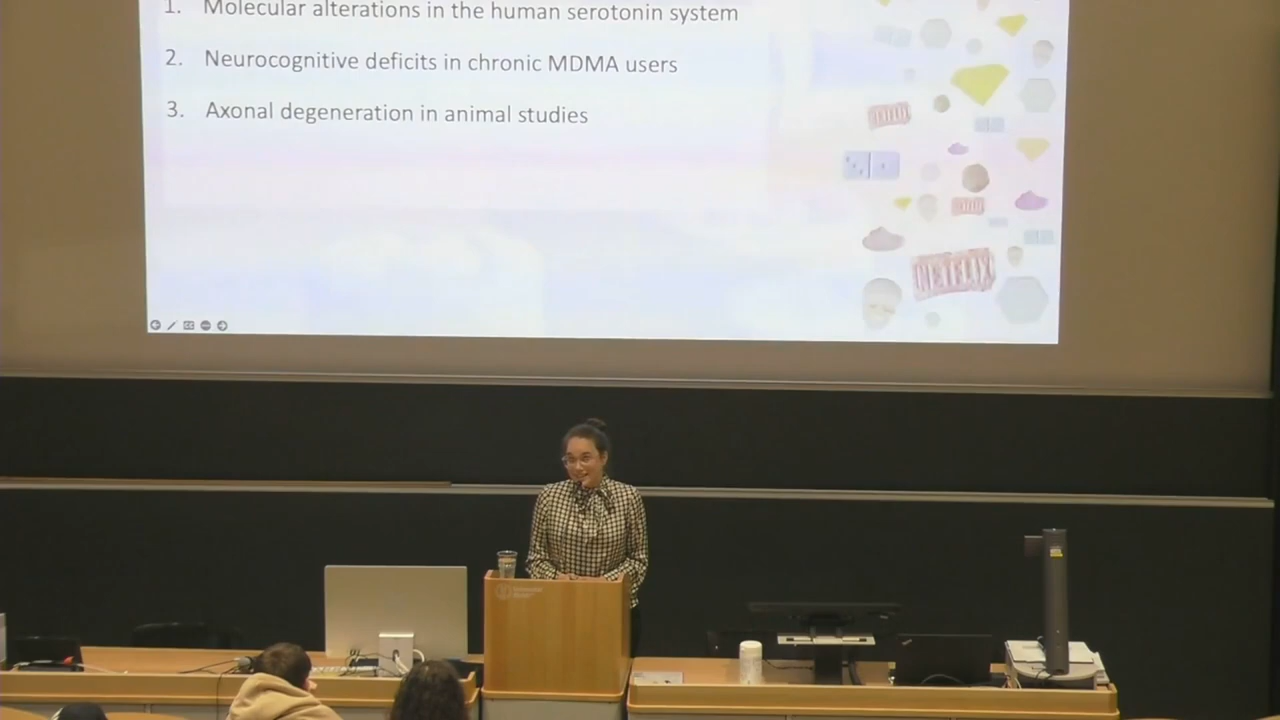 1. Molecular alterations in the human serotonin system
2. Neurocognitive deficits in chronic MDMA users
3. Axonal degeneration in animal studies
NETFLIX